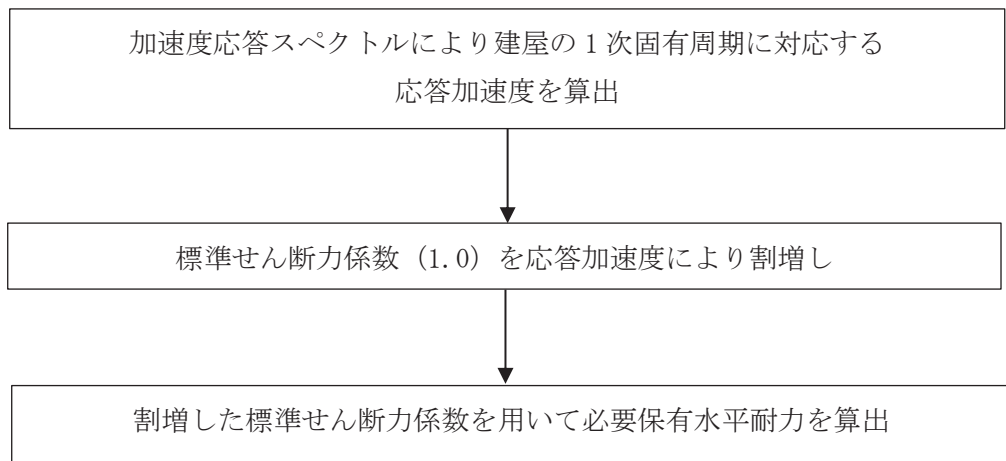 加速度応答スペクトルにより建屋の1次固有周期に対応する
応答加速度を算出
標準せん断力係数（1.0）を応答加速度により割増し
割増した標準せん断力係数を用いて必要保有水平耐力を算出